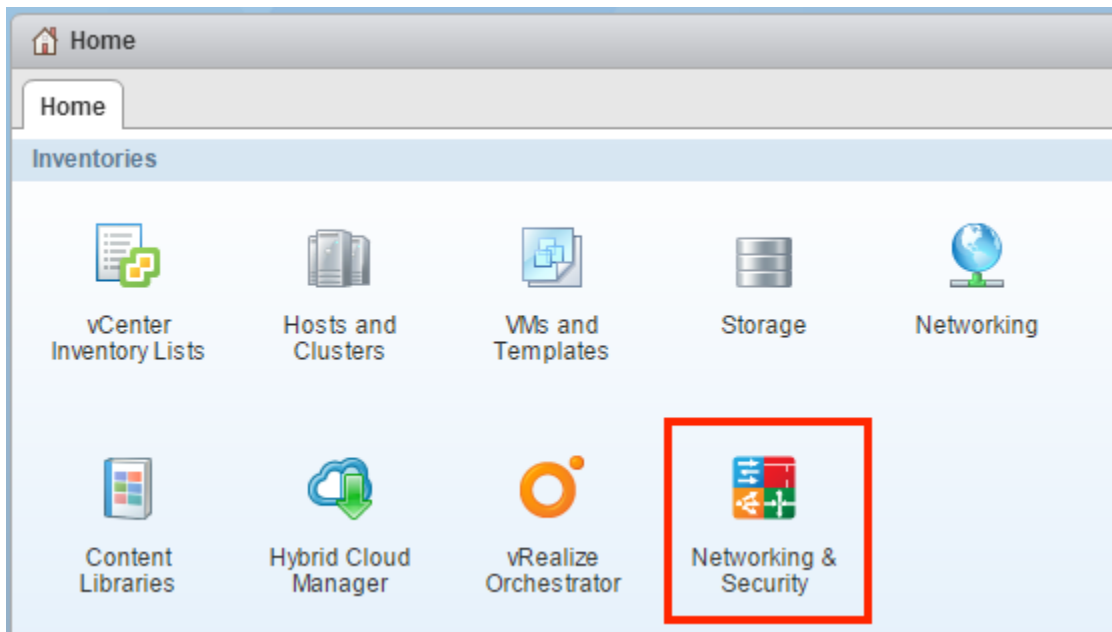 Home
Home
Inventories
vCenter
Inventory Lists
Hosts and
Clusters
VMs and
Templates
Storage
Networking
Content
Libraries
Hybrid Cloud
Manager
vRealize
Orchestrator
Networking &
Security